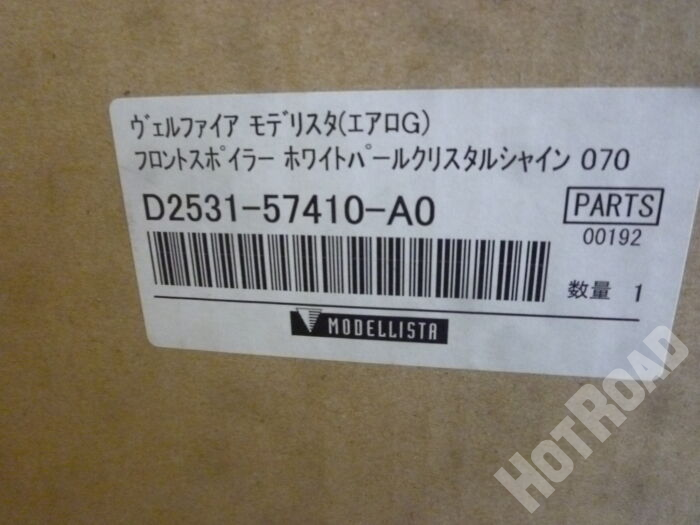 ヴェルファイア モデリスタ(エアロG)
フロントスポイラー ホワイトパールクリスタルシャイン 070
D2531-57410-A0
PARTS
00192
数量 1
MODELLISTA
HOTROAD